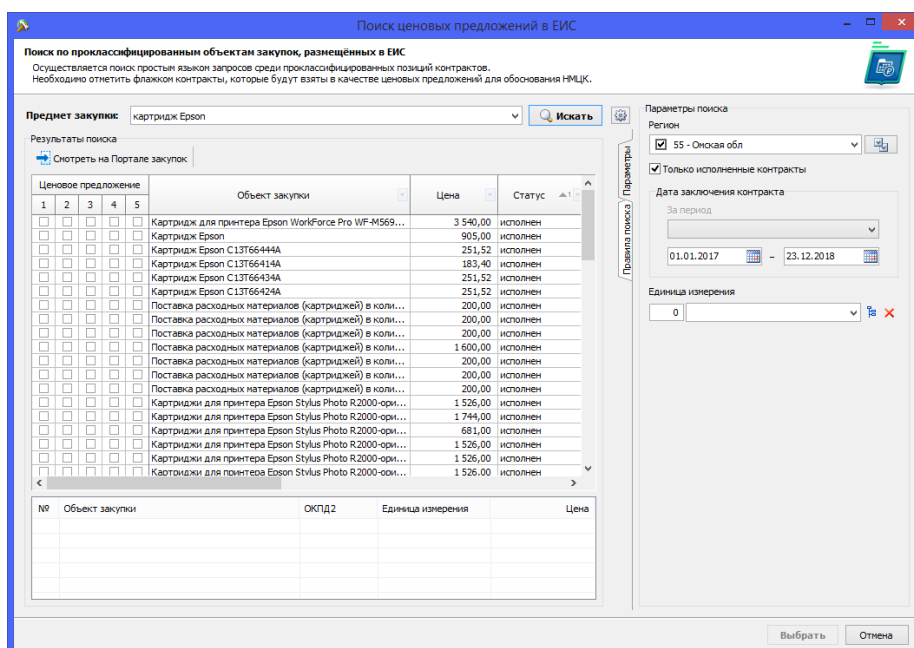 Поиск ценовых предложений в ЕИС
Поиск по проклассифицированным объектам закупок, размещённых в ЕИС
Осуществляется поиск простым языком запросов среди проклассифицированных позиций контрактов.
Необходимо отметить флажком контракты, которые будут взяты в качестве ценовых предложений для обоснования НМЦК.
Предмет закупки: картридж Epson Искать
Результаты поиска
Смотреть на Портале закупок
Ценовое предложение Объект закупки Цена Статус 1
1 2 3 4 5
Картридж для принтера Epson WorkForce Pro WF-M569... 3 540,00 исполнен
Картридж Epson 905,00 исполнен
Картридж Epson C13T66444A 251,52 исполнен
Картридж Epson C13T66414A 183,40 исполнен
Картридж Epson C13T66434A 251,52 исполнен
Картридж Epson C13T66424A 251,52 исполнен
Поставка расходных материалов (картриджей) в коли... 200,00 исполнен
Поставка расходных материалов (картриджей) в коли... 200,00 исполнен
Поставка расходных материалов (картриджей) в коли... 200,00 исполнен
Поставка расходных материалов (картриджей) в коли... 1 600,00 исполнен
Поставка расходных материалов (картриджей) в коли... 200,00 исполнен
Поставка расходных материалов (картриджей) в коли... 200,00 исполнен
Поставка расходных материалов (картриджей) в коли... 200,00 исполнен
Картриджи для принтера Epson Stylus Photo R2000-ори... 1 526,00 исполнен
Картриджи для принтера Epson Stylus Photo R2000-ори... 1 744,00 исполнен
Картриджи для принтера Epson Stylus Photo R2000-ори... 681,00 исполнен
Картриджи для принтера Epson Stylus Photo R2000-ори... 1 526,00 исполнен
Картриджи для принтера Epson Stylus Photo R2000-ори... 1 526,00 исполнен
Картриджи для принтера Epson Stylus Photo R2000-ори... 1 526,00 исполнен
№ Объект закупки ОКПД2 Единица измерения Цена
Параметры
Правила поиска
Параметры поиска
Регион
55 - Омская обл
Только исполненные контракты
Дата заключения контракта
За период
01.01.2017 – 23.12.2018
Единица измерения
0
Выбрать Отмена